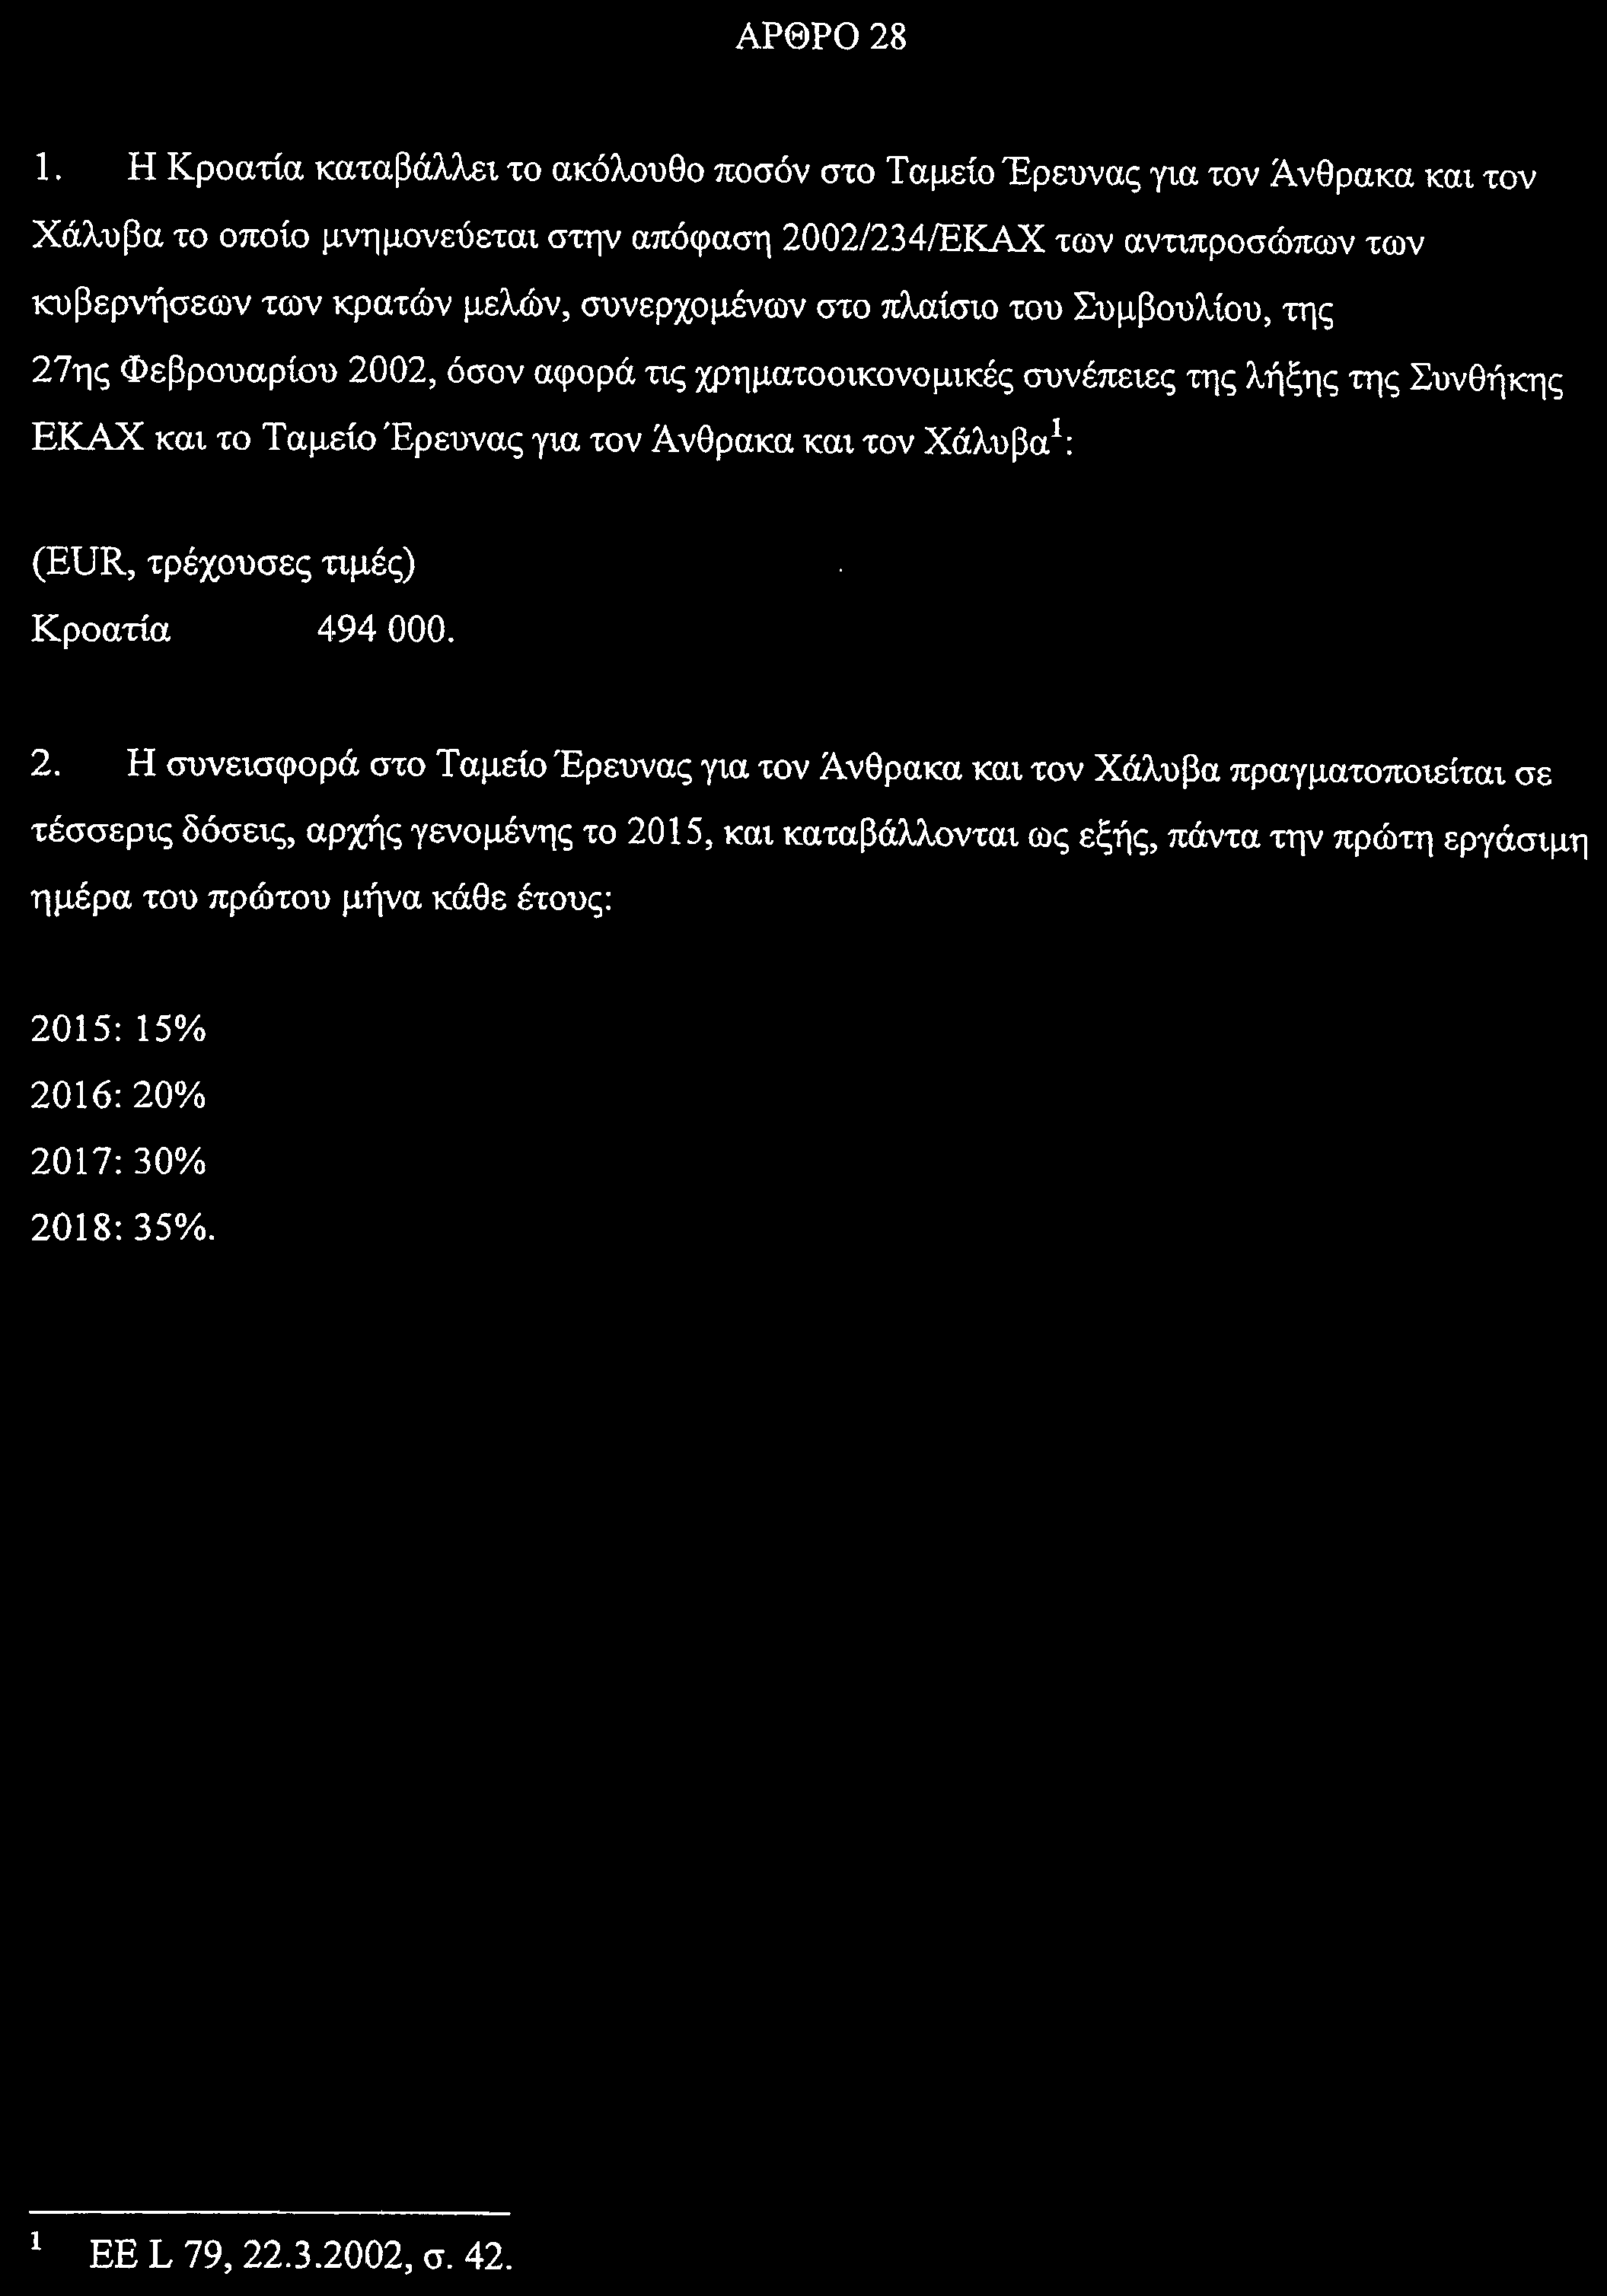 ΑΡΘΡΟ 28
1. Η Κροατία καταβάλλει το ακόλουθο ποσόν στο Ταμείο Έρευνας για τον Άνθρακα και τον
Χάλυβα το οποίο μνημονεύεται στην απόφαση 2002/234/ΕΚΑΧ των αντιπροσώπων των
κυβερνήσεων των κρατών μελών, συνερχομένων στο πλαίσιο του Συμβουλίου, της
27ης Φεβρουαρίου 2002, όσον αφορά τις χρηματοοικονομικές συνέπειες της λήξης της Συνθήκης
ΕΚΑΧ και το Ταμείο Έρευνας για τον Άνθρακα και τον Χάλυβα¹:
(EUR, τρέχουσες τιμές)
Κροατία 494 000.
2. Η συνεισφορά στο Ταμείο Έρευνας για τον Άνθρακα και τον Χάλυβα πραγματοποιείται σε
τέσσερις δόσεις, αρχής γενομένης το 2015, και καταβάλλονται ως εξής, πάντα την πρώτη εργάσιμη
ημέρα του πρώτου μήνα κάθε έτους:
2015: 15%
2016: 20%
2017: 30%
2018: 35%.
¹ ΕΕ L 79, 22.3.2002, σ. 42.